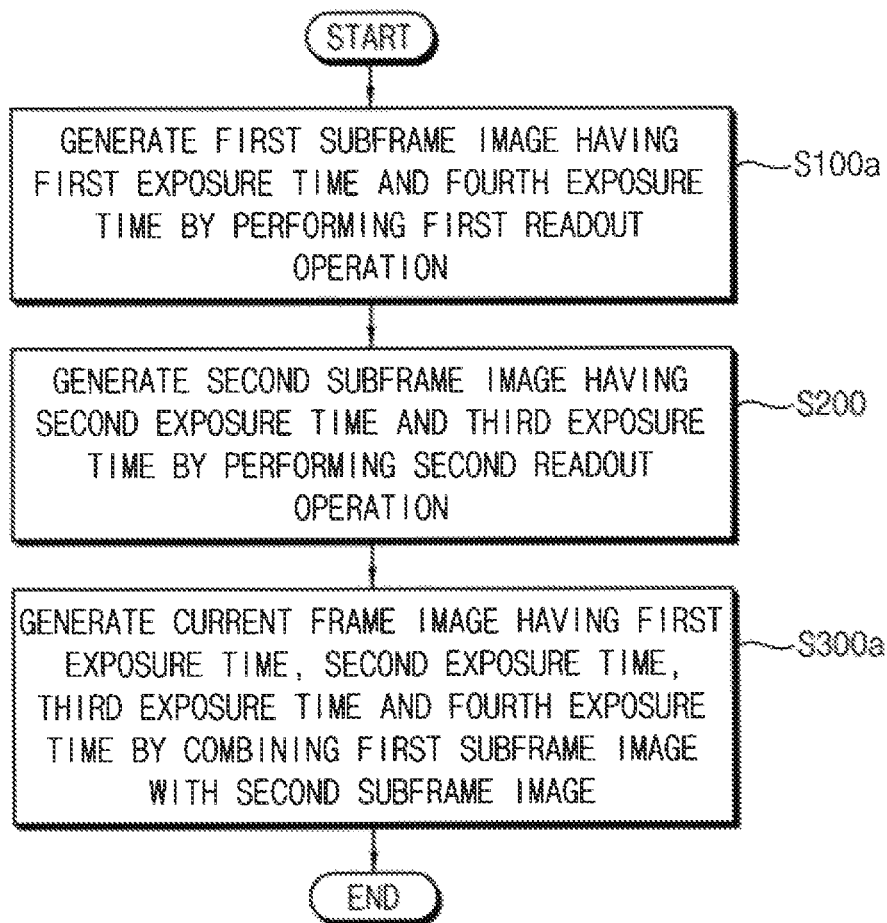 START
GENERATE FIRST SUBFRAME IMAGE HAVING
FIRST EXPOSURE TIME AND FOURTH EXPOSURE
TIME BY PERFORMING FIRST READOUT
OPERATION
S100a
GENERATE SECOND SUBFRAME IMAGE HAVING
SECOND EXPOSURE TIME AND THIRD EXPOSURE
TIME BY PERFORMING SECOND READOUT
OPERATION
S200
GENERATE CURRENT FRAME IMAGE HAVING FIRST
EXPOSURE TIME, SECOND EXPOSURE TIME,
THIRD EXPOSURE TIME AND FOURTH EXPOSURE
TIME BY COMBINING FIRST SUBFRAME IMAGE
WITH SECOND SUBFRAME IMAGE
S300a
END